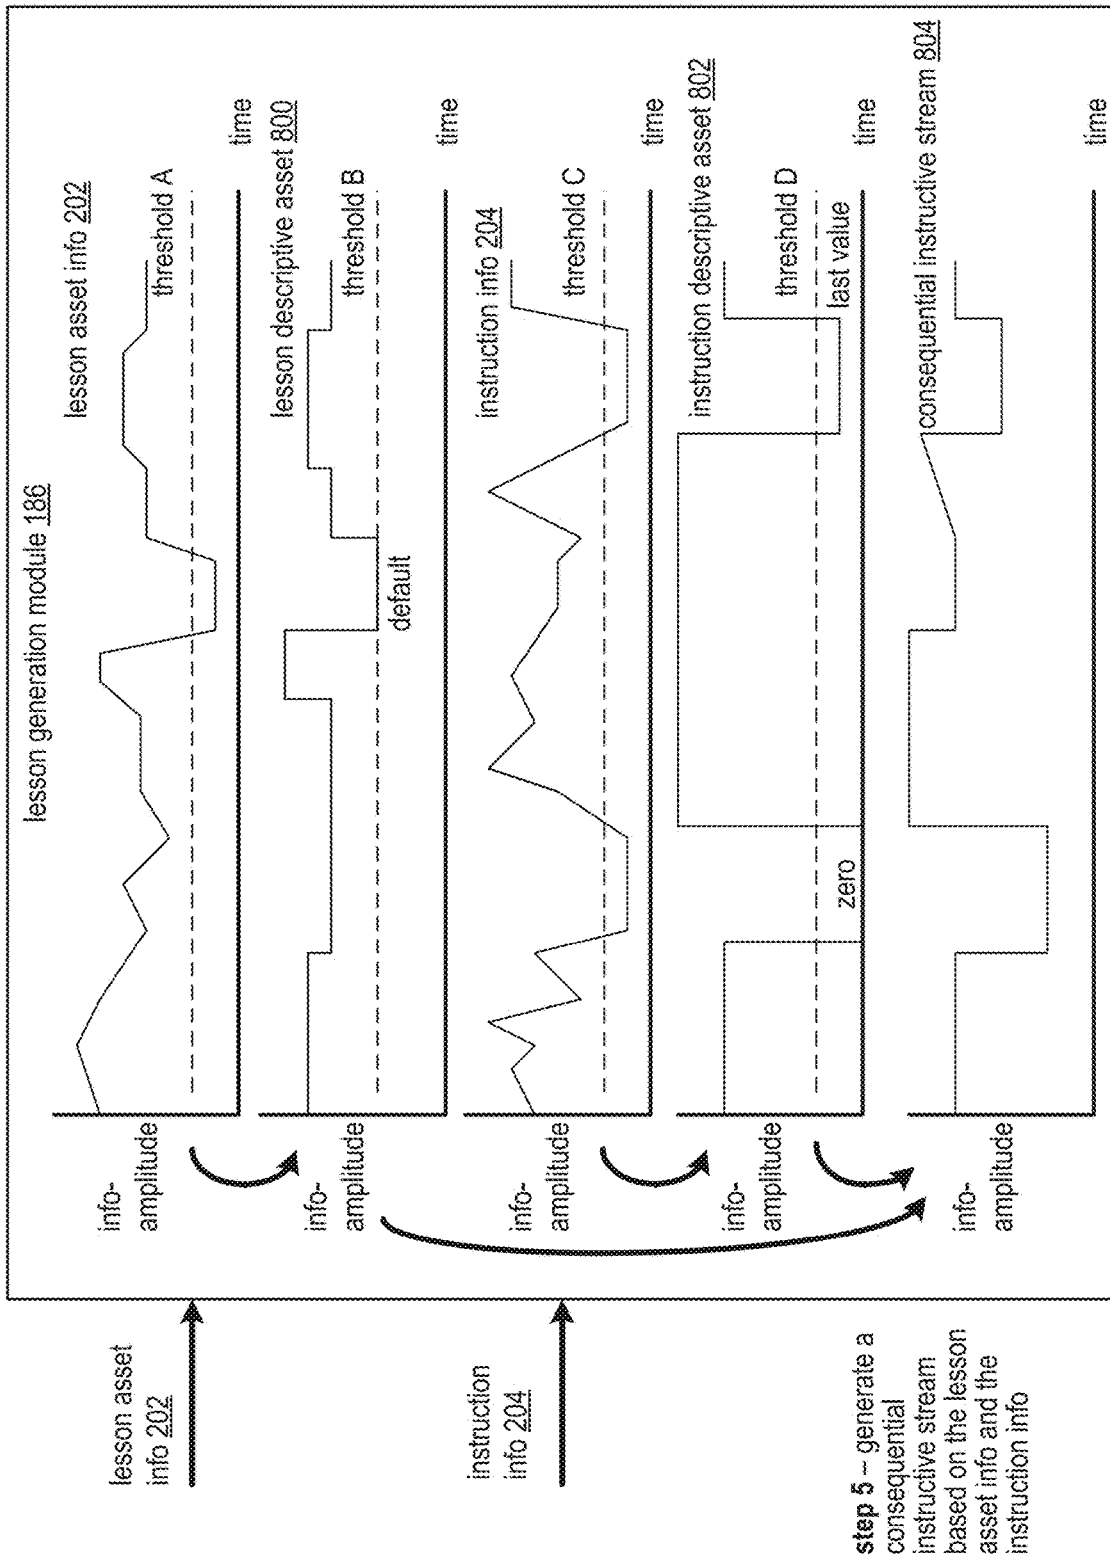 lesson generation module 186
lesson asset
info 202
info-
amplitude
lesson asset info 202
threshold A
time
info-
amplitude
lesson descriptive asset 800
threshold B
default
time
instruction
info 204
info-
amplitude
instruction info 204
threshold C
time
info-
amplitude
instruction descriptive asset 802
threshold D
zero
last value
time
step 5 – generate a
consequential
instructive stream
based on the lesson
asset info and the
instruction info
info-
amplitude
consequential instructive stream 804
time